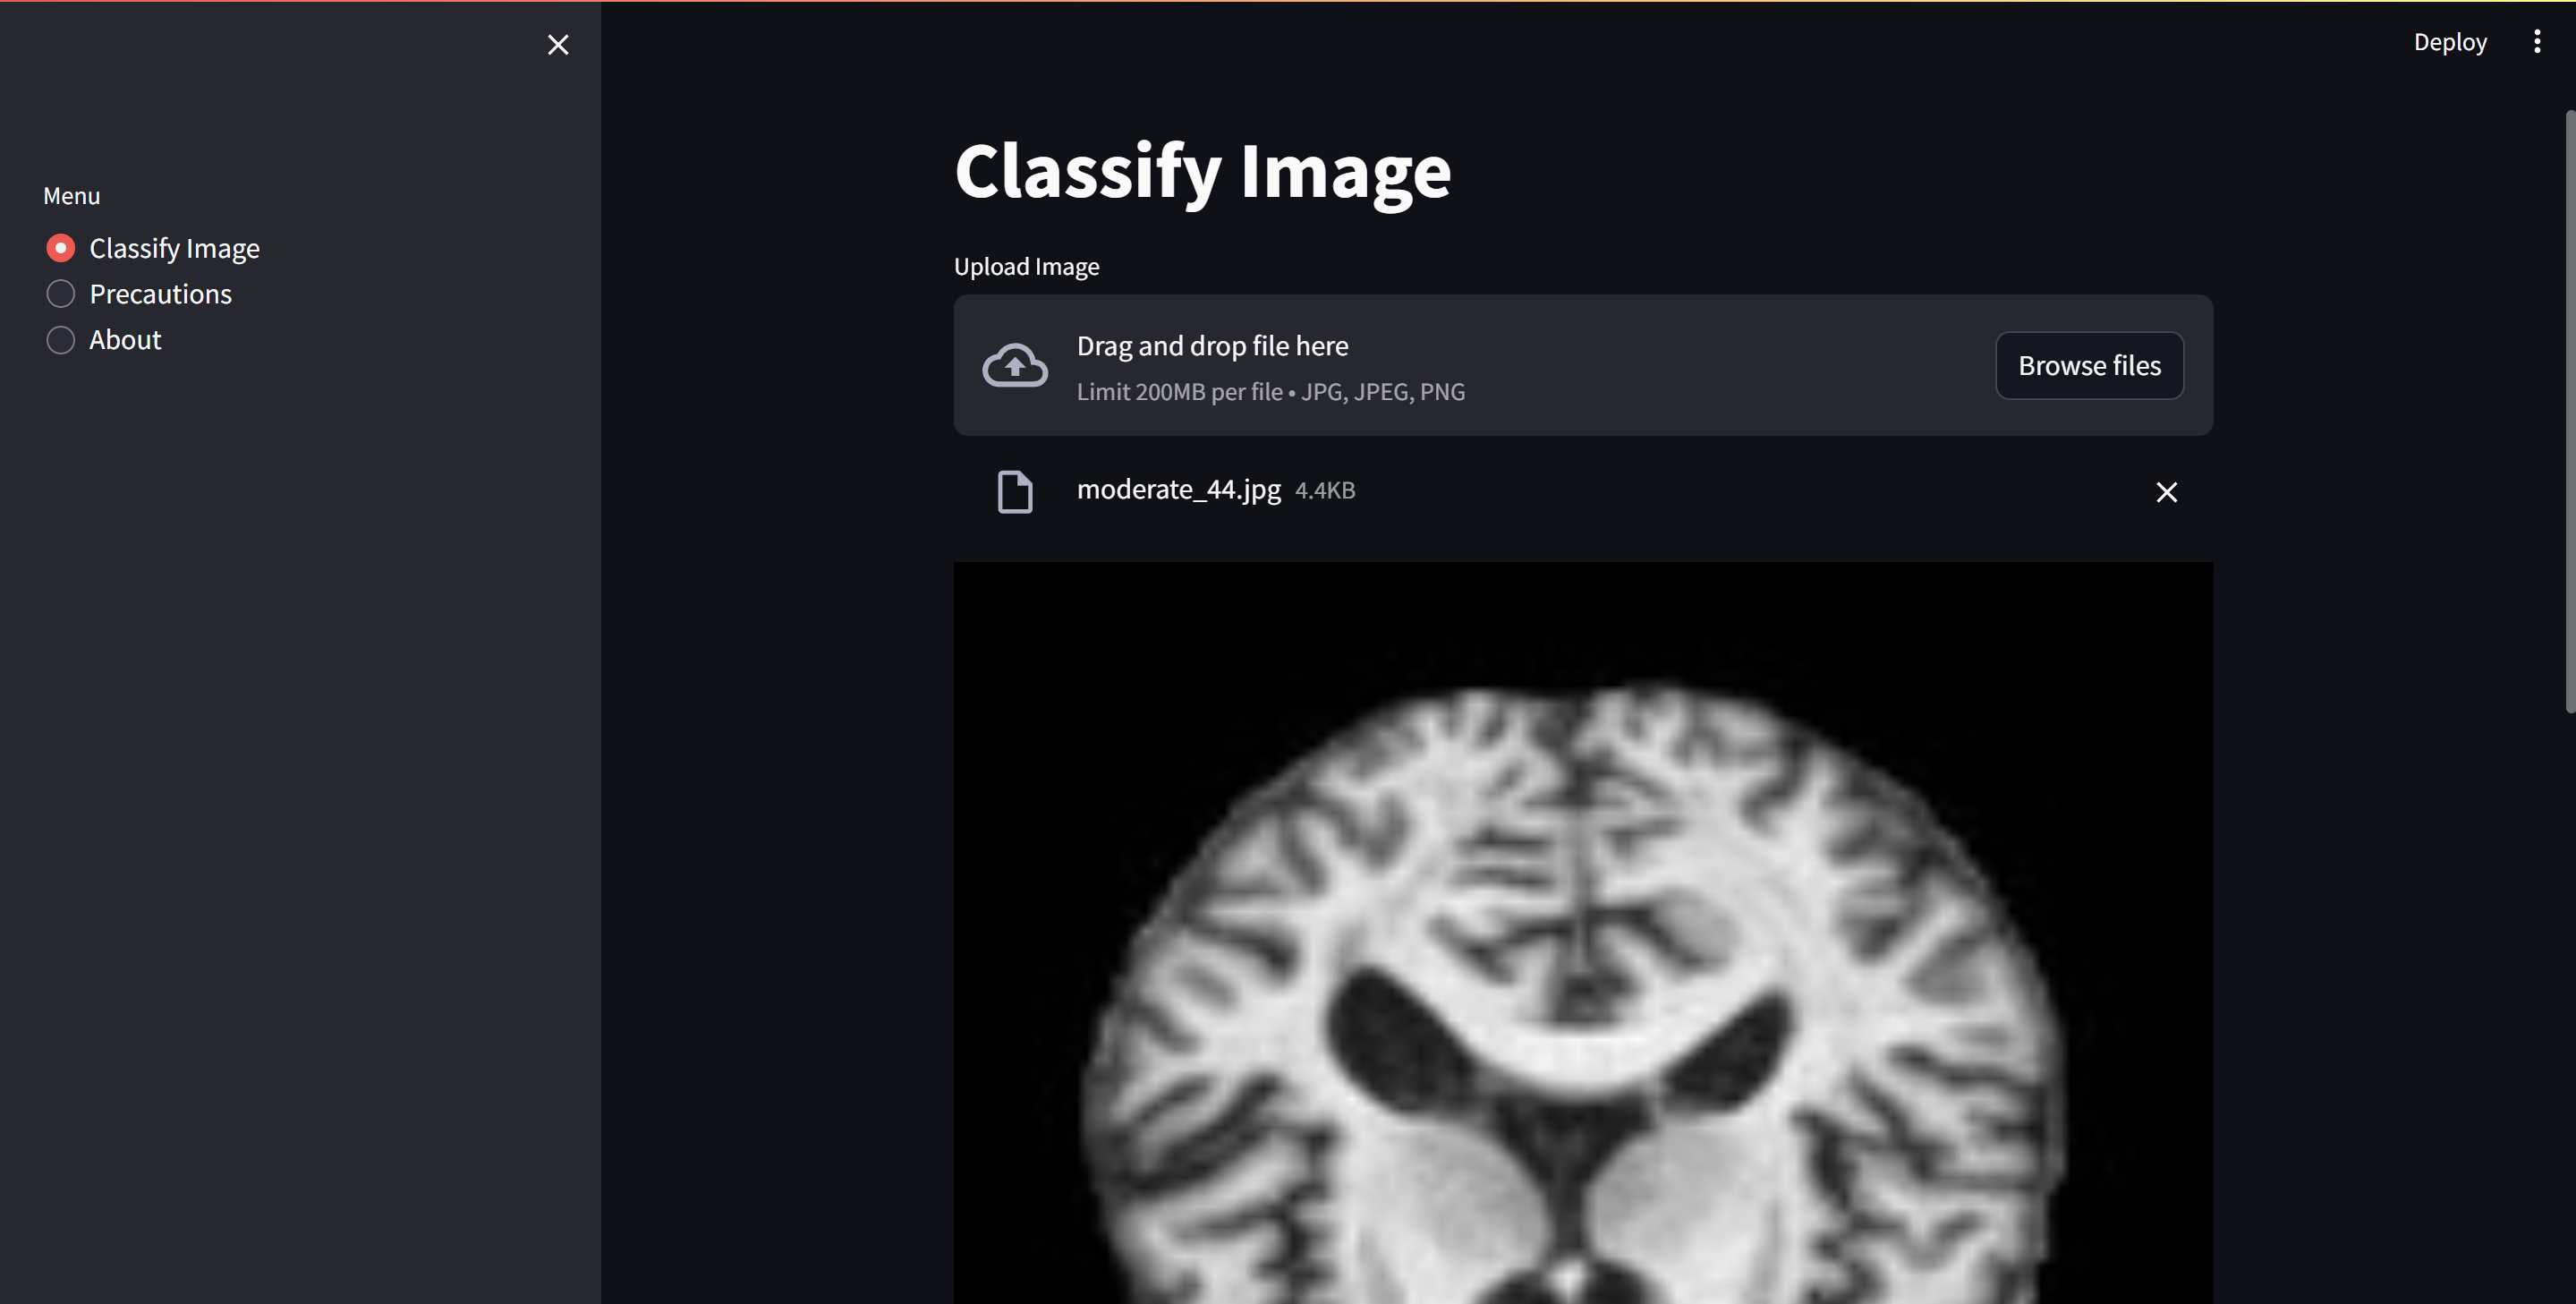 Deploy
Menu
Classify Image
Precautions
About
Classify Image
Upload Image
Drag and drop file here
Limit 200MB per file • JPG, JPEG, PNG
Browse files
moderate_44.jpg 4.4KB